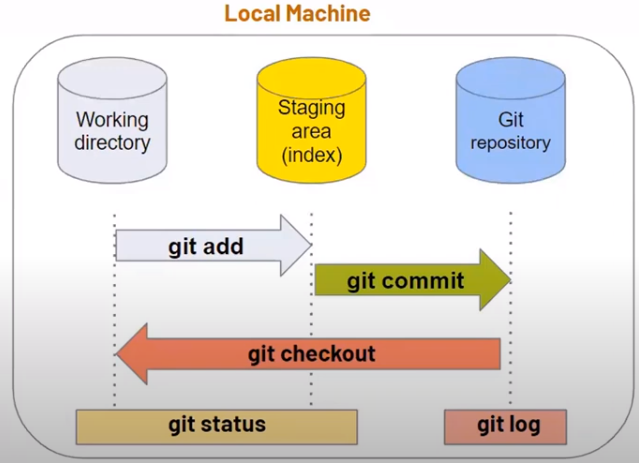 Local Machine
Working
directory
Staging
area
(index)
Git
repository
git add
git commit
git checkout
git status
git log